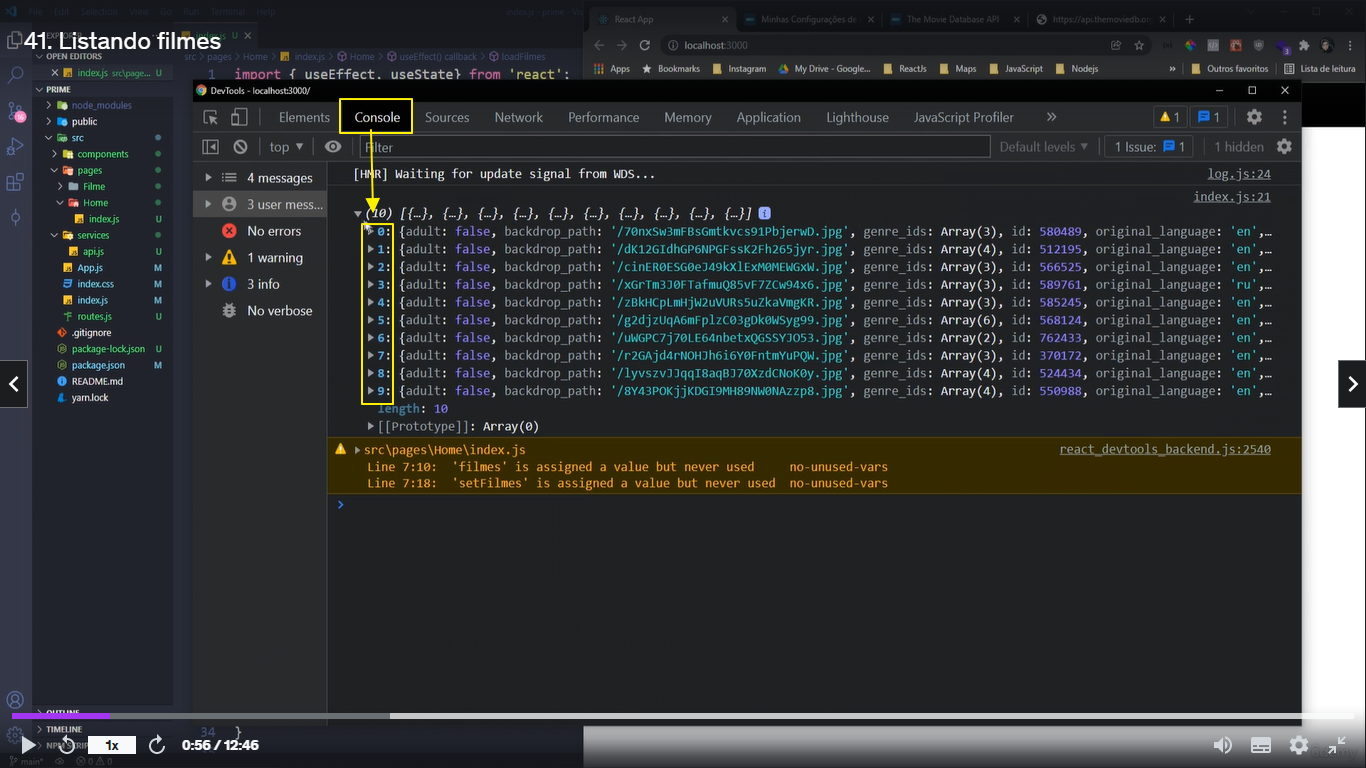 File Edit Selection View Go Run Terminal Help
41. Listando filmes
index.js U
OPEN EDITORS
index.js src\page... U
PRIME
node_modules
public
src
components
pages
Filme
Home
index.js U
services
api.js U
App.js M
index.css M
index.js M
routes.js U
.gitignore
package-lock.json U
package.json M
README.md
yarn.lock
OUTLINE
TIMELINE
main*
src > pages > Home > index.js > Home > useEffect() callback > loadFilmes
1 import { useEffect, useState} from 'react';
34 }
React App
Minhas Configurações de
The Movie Database API
https://api.themoviedb.or
localhost:3000
Apps Bookmarks Instagram My Drive - Google... ReactJs Maps JavaScript Nodejs » Outros favoritos Lista de leitura
DevTools - localhost:3000/
Elements Console Sources Network Performance Memory Application Lighthouse JavaScript Profiler » 1 1
top Filter Default levels 1 Issue: 1 1 hidden
4 messages
3 user mess...
No errors
1 warning
3 info
No verbose
[HMR] Waiting for update signal from WDS... log.js:24
index.js:21
(10) [{…}, {…}, {…}, {…}, {…}, {…}, {…}, {…}, {…}, {…}] i
0: {adult: false, backdrop_path: '/70nxSw3mFBsGmtkvcs91PbjerwD.jpg', genre_ids: Array(3), id: 580489, original_language: 'en',…
1: {adult: false, backdrop_path: '/dK12GIdhGP6NPGFssK2Fh265jyr.jpg', genre_ids: Array(4), id: 512195, original_language: 'en',…
2: {adult: false, backdrop_path: '/cinER0ESG0eJ49kXlExM0MEWGxW.jpg', genre_ids: Array(3), id: 566525, original_language: 'en',…
3: {adult: false, backdrop_path: '/xGrTm3J0FTafmuQ85vF7ZCw94x6.jpg', genre_ids: Array(3), id: 589761, original_language: 'ru',…
4: {adult: false, backdrop_path: '/zBkHCpLmHjW2uVURs5uZkaVmgKR.jpg', genre_ids: Array(3), id: 585245, original_language: 'en',…
5: {adult: false, backdrop_path: '/g2djzUqA6mFplzC03gDk0WSyg99.jpg', genre_ids: Array(6), id: 568124, original_language: 'en',…
6: {adult: false, backdrop_path: '/uWGPC7j70LE64nbetxQGSSYJO53.jpg', genre_ids: Array(2), id: 762433, original_language: 'en',…
7: {adult: false, backdrop_path: '/r2GAjd4rNOHJh6i6Y0FntmYuPQW.jpg', genre_ids: Array(3), id: 370172, original_language: 'en',…
8: {adult: false, backdrop_path: '/lyvszvJJqqI8aqBJ70XzdCNoK0y.jpg', genre_ids: Array(4), id: 524434, original_language: 'en',…
9: {adult: false, backdrop_path: '/8Y43POKjjKDGI9MH89NW0NAzzp8.jpg', genre_ids: Array(4), id: 550988, original_language: 'en',…
length: 10
[[Prototype]]: Array(0)
src\pages\Home\index.js react_devtools_backend.js:2540
Line 7:10: 'filmes' is assigned a value but never used no-unused-vars
Line 7:18: 'setFilmes' is assigned a value but never used no-unused-vars
1x 0:56 / 12:46